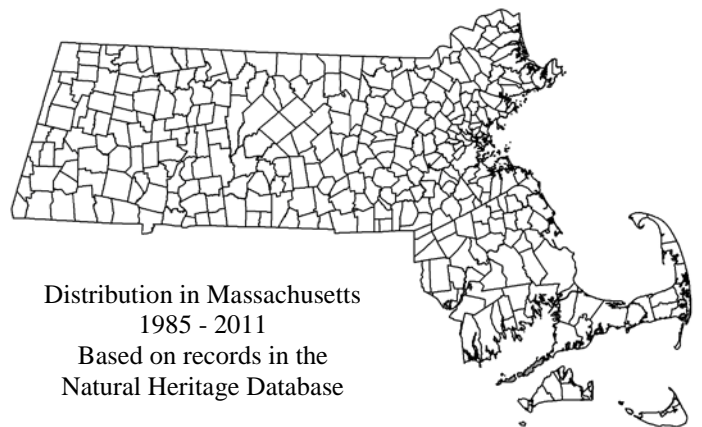 Distribution in Massachusetts
1985 - 2011
Based on records in the
Natural Heritage Database